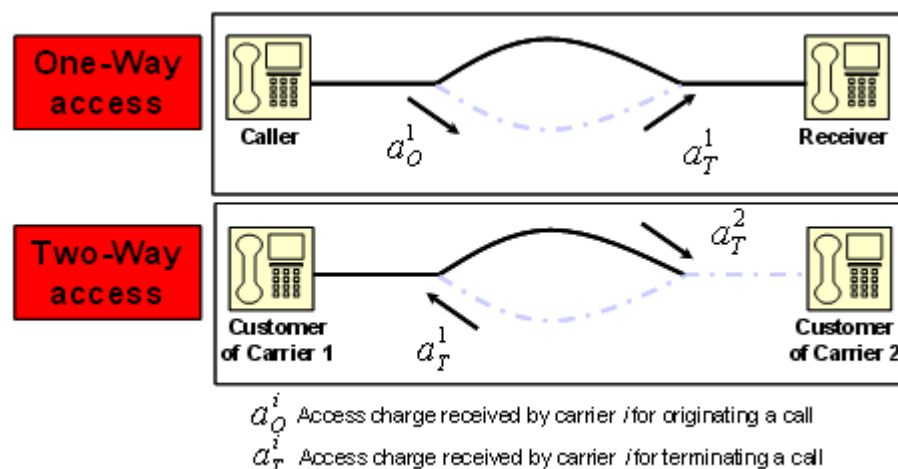 One-Way
access
Caller
a_O^1
a_T^1
Receiver
Two-Way
access
a_T^2
Customer
of Carrier 1
a_T^1
Customer
of Carrier 2
a_O^i Access charge received by carrier i for originating a call
a_T^i Access charge received by carrier i for terminating a call